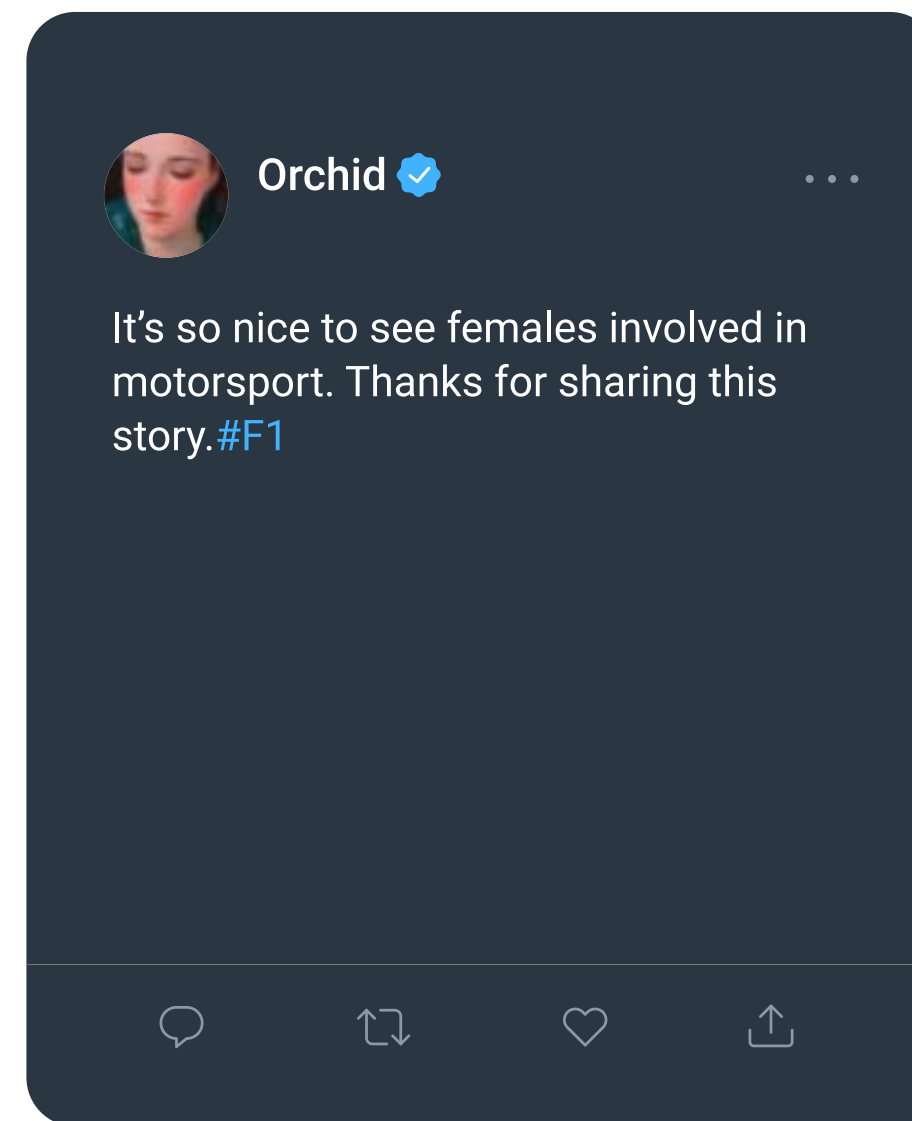 Orchid
It’s so nice to see females involved in
motorsport. Thanks for sharing this
story.#F1